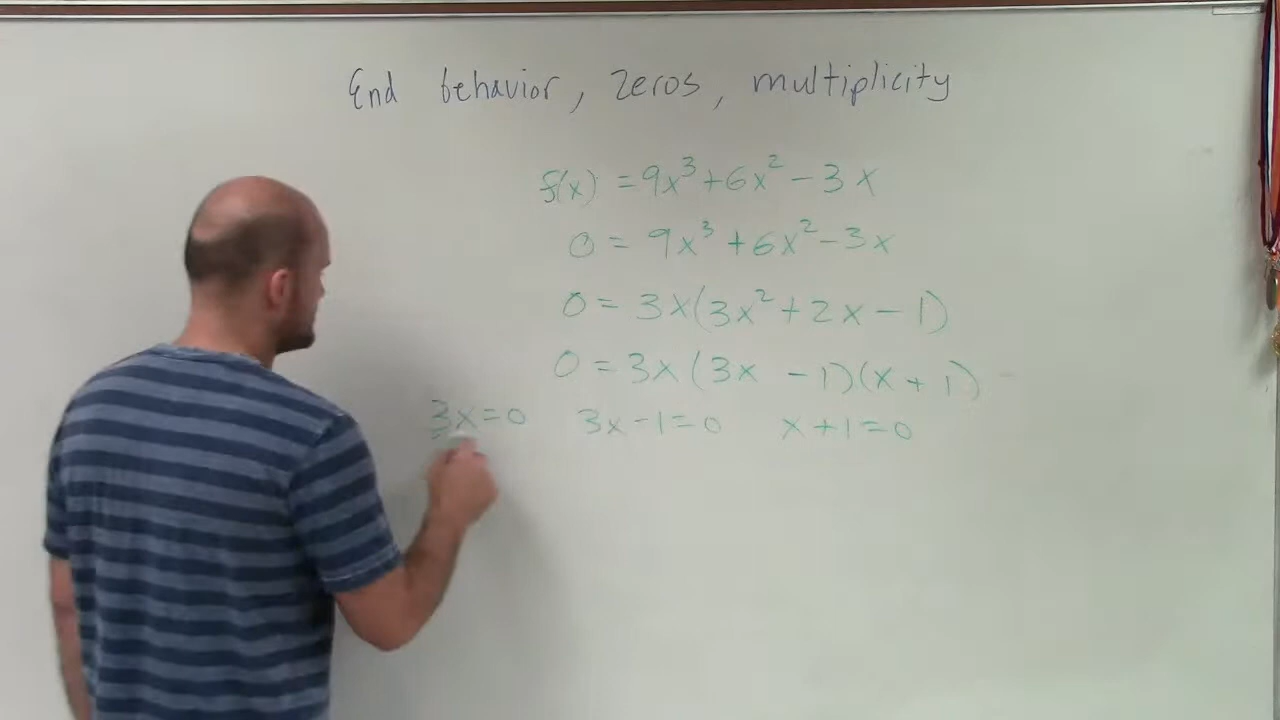 End behavior, zeros, multiplicity
f(x) = 9x³ + 6x² - 3x
0 = 9x³ + 6x² - 3x
0 = 3x(3x² + 2x - 1)
0 = 3x(3x - 1)(x + 1)
3x = 0 3x - 1 = 0 x + 1 = 0